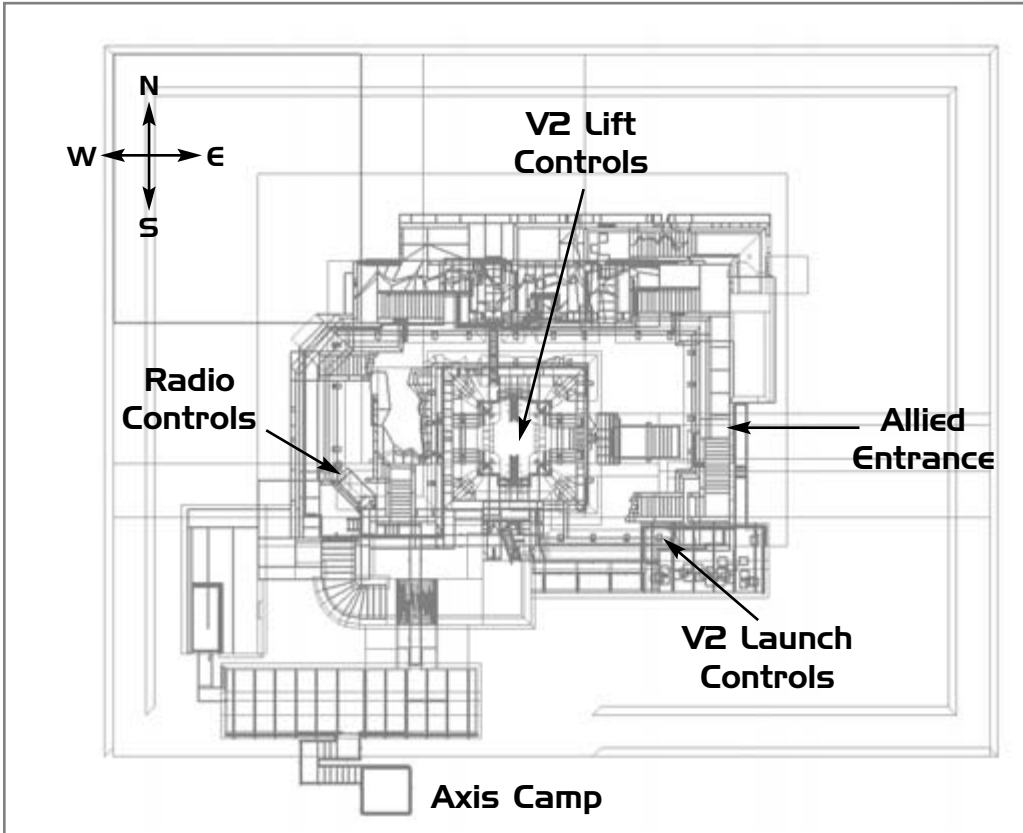 N
W E
S
V2 Lift
Controls
Radio
Controls
Allied
Entrance
V2 Launch
Controls
Axis Camp